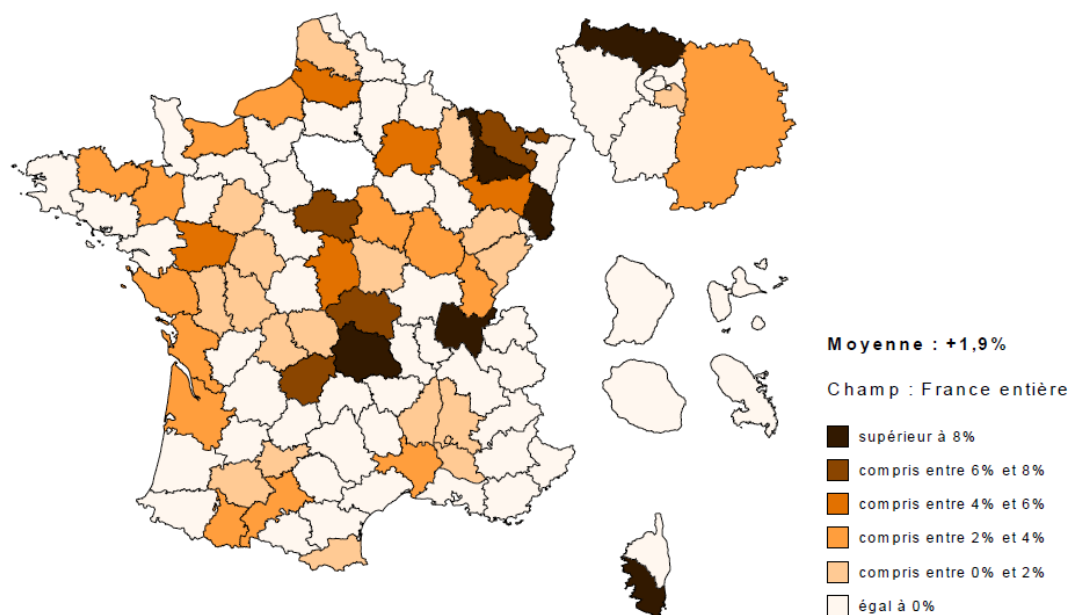 Moyenne : +1,9%
Champ : France entière
supérieur à 8%
compris entre 6% et 8%
compris entre 4% et 6%
compris entre 2% et 4%
compris entre 0% et 2%
égal à 0%